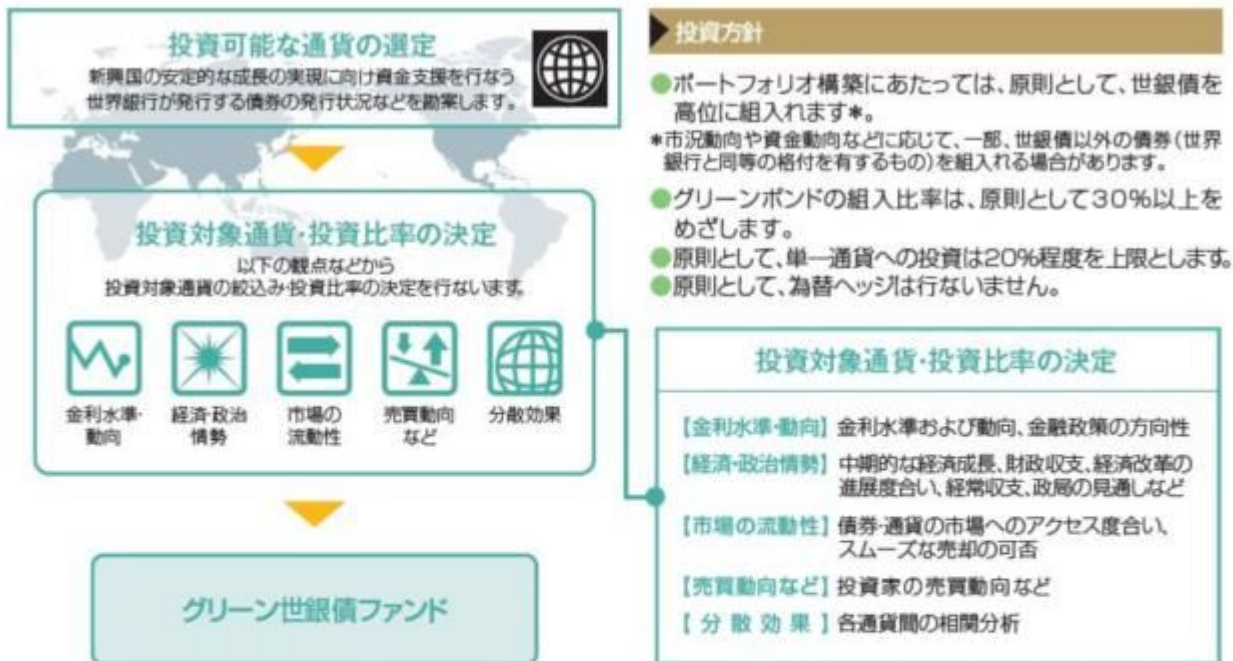 投資可能な通貨の選定
新興国の安定的な成長の実現に向け資金支援を行なう
世界銀行が発行する債券の発行状況などを勘案します。
投資対象通貨・投資比率の決定
以下の観点などから
投資対象通貨の絞込み・投資比率の決定を行ないます。
金利水準・
動向
経済・政治
情勢
市場の
流動性
売買動向
など
分散効果
グリーン世銀債ファンド
投資方針
●ポートフォリオ構築にあたっては、原則として、世銀債を
高位に組入れます*。
*市況動向や資金動向などに応じて、一部、世銀債以外の債券(世界
銀行と同等の格付を有するもの)を組入れる場合があります。
●グリーンボンドの組入比率は、原則として30%以上を
めざします。
●原則として、単一通貨への投資は20%程度を上限とします。
●原則として、為替ヘッジは行ないません。
投資対象通貨・投資比率の決定
【金利水準・動向】 金利水準および動向、金融政策の方向性
【経済・政治情勢】 中期的な経済成長、財政収支、経済改革の
進展度合い、経常収支、政局の見通しなど
【市場の流動性】 債券・通貨の市場へのアクセス度合い、
スムーズな売却の可否
【売買動向など】 投資家の売買動向など
【分散効果】 各通貨間の相関分析